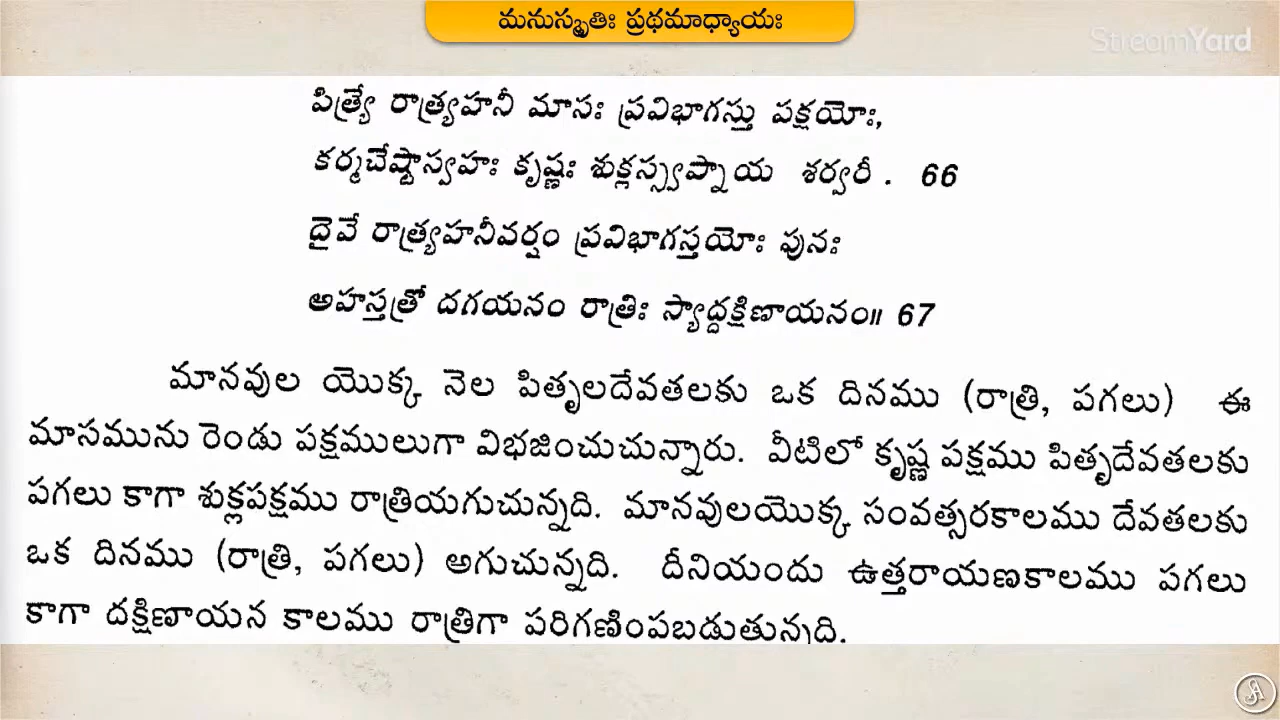 మనుస్మృతిః ప్రథమాధ్యాయః
StreamYard
పిత్ర్యే రాత్ర్యహనీ మాసః ప్రవిభాగస్తు పక్షయోః,
కర్మచేష్టాస్వహః కృష్ణః శుక్లస్స్వప్నాయ శర్వరీ . 66
దైవే రాత్ర్యహనీవర్షం ప్రవిభాగస్తయోః పునః
అహస్తత్రో దగయనం రాత్రిః స్యాద్దక్షిణాయనం॥ 67
మానవుల యొక్క నెల పితృలదేవతలకు ఒక దినము (రాత్రి, పగలు) ఈ
మాసమును రెండు పక్షములుగా విభజించుచున్నారు. వీటిలో కృష్ణ పక్షము పితృదేవతలకు
పగలు కాగా శుక్లపక్షము రాత్రియగుచున్నది. మానవులయొక్క సంవత్సరకాలము దేవతలకు
ఒక దినము (రాత్రి, పగలు) అగుచున్నది. దీనియందు ఉత్తరాయణకాలము పగలు
కాగా దక్షిణాయన కాలము రాత్రిగా పరిగణింపబడుతున్నది.